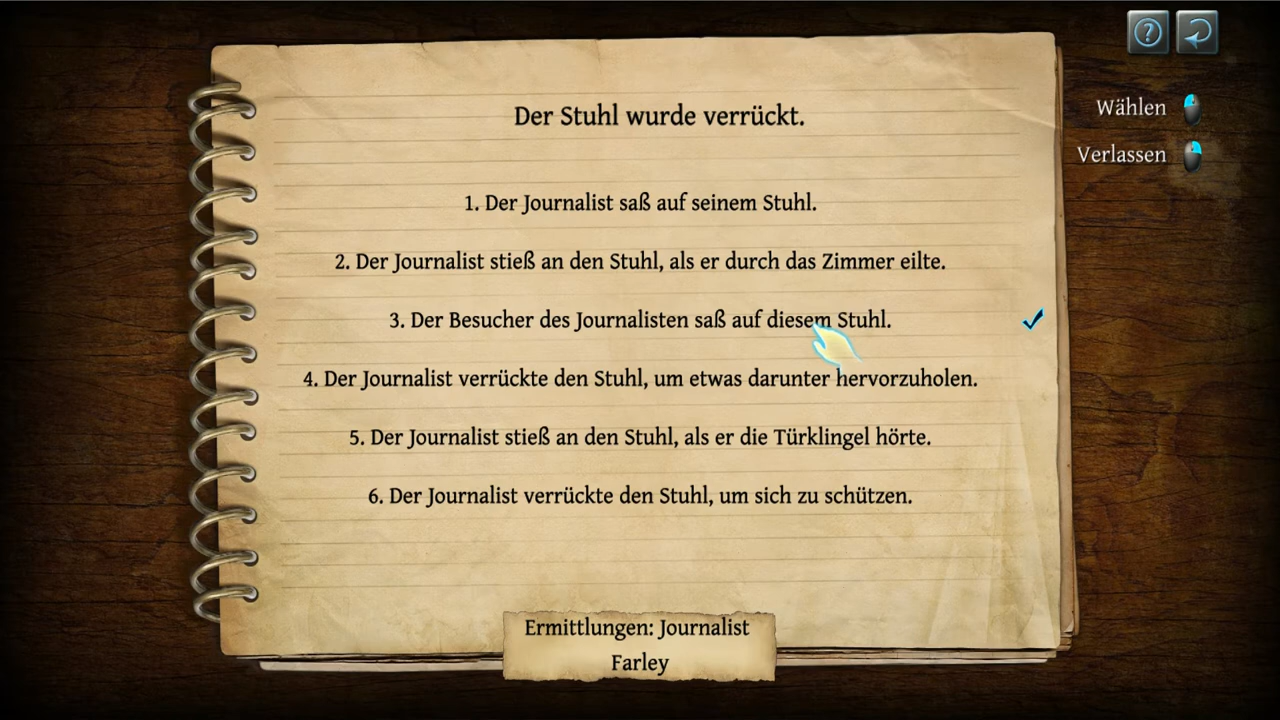 Der Stuhl wurde verrückt.
Wählen
Verlassen
1. Der Journalist saß auf seinem Stuhl.
2. Der Journalist stieß an den Stuhl, als er durch das Zimmer eilte.
3. Der Besucher des Journalisten saß auf diesem Stuhl.
4. Der Journalist verrückte den Stuhl, um etwas darunter hervorzuholen.
5. Der Journalist stieß an den Stuhl, als er die Türklingel hörte.
6. Der Journalist verrückte den Stuhl, um sich zu schützen.
Ermittlungen: Journalist
Farley